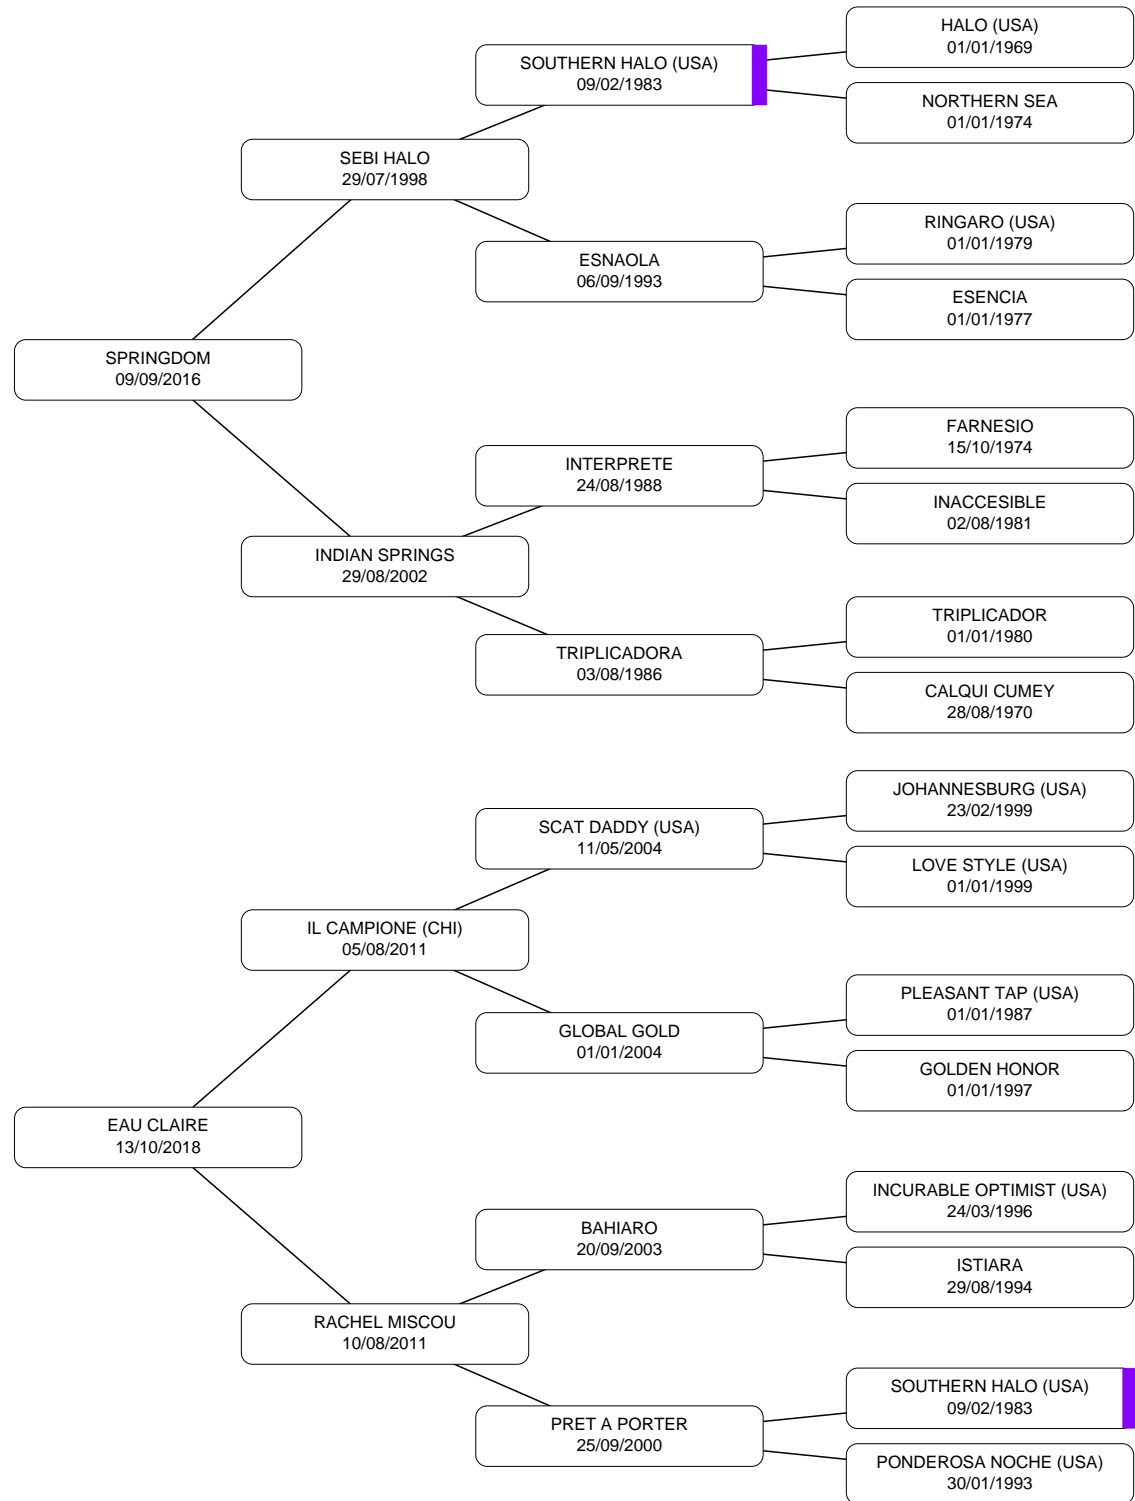 HALO (USA)
01/01/1969
SOUTHERN HALO (USA)
09/02/1983
NORTHERN SEA
01/01/1974
SEBI HALO
29/07/1998
RINGARO (USA)
01/01/1979
ESNAOLA
06/09/1993
ESENCIA
01/01/1977
SPRINGDOM
09/09/2016
FARNESIO
15/10/1974
INTERPRETE
24/08/1988
INACCESIBLE
02/08/1981
INDIAN SPRINGS
29/08/2002
TRIPLICADOR
01/01/1980
TRIPLICADORA
03/08/1986
CALQUI CUMEY
28/08/1970
JOHANNESBURG (USA)
23/02/1999
SCAT DADDY (USA)
11/05/2004
LOVE STYLE (USA)
01/01/1999
IL CAMPIONE (CHI)
05/08/2011
PLEASANT TAP (USA)
01/01/1987
GLOBAL GOLD
01/01/2004
GOLDEN HONOR
01/01/1997
EAU CLAIRE
13/10/2018
INCURABLE OPTIMIST (USA)
24/03/1996
BAHIARO
20/09/2003
ISTIARA
29/08/1994
RACHEL MISCOU
10/08/2011
SOUTHERN HALO (USA)
09/02/1983
PRET A PORTER
25/09/2000
PONDEROSA NOCHE (USA)
30/01/1993